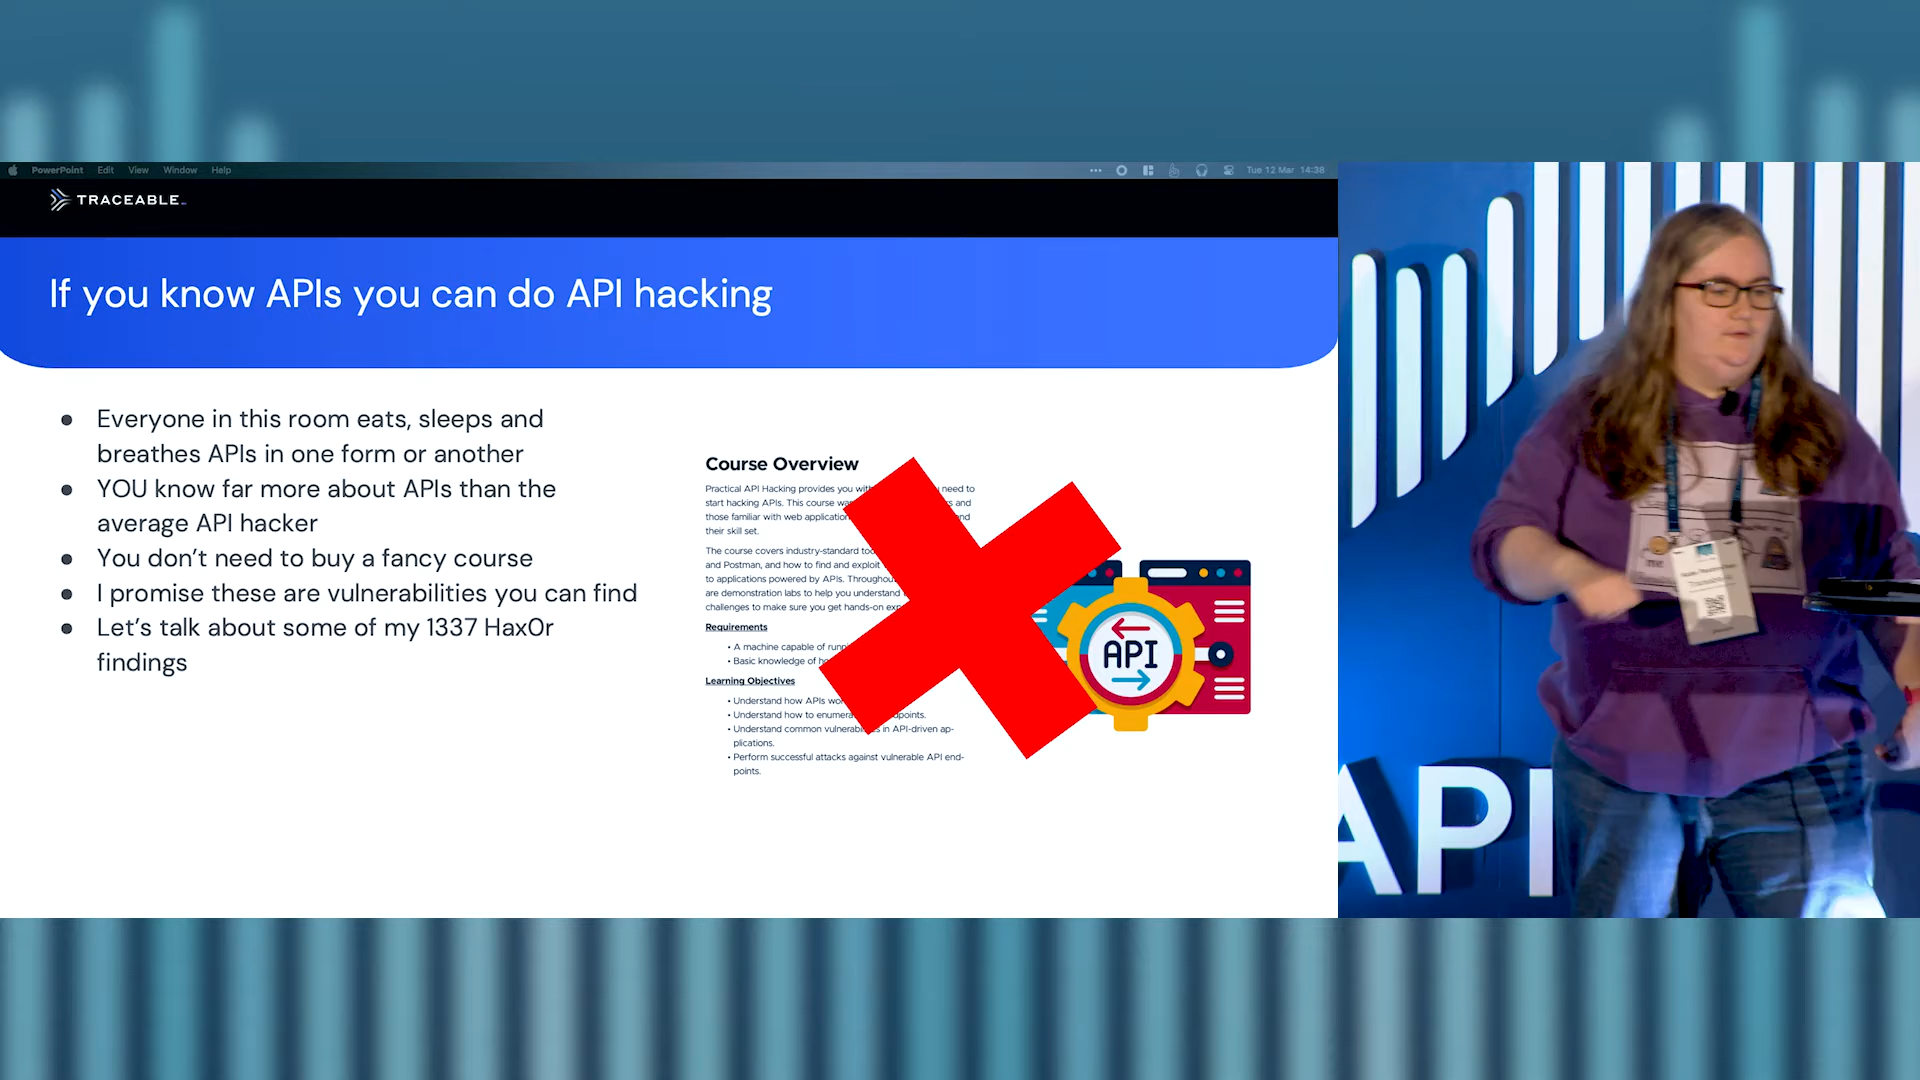 PowerPoint Edit View Window Help
Tue 12 Mar 14:38
TRACEABLE
If you know APIs you can do API hacking
Everyone in this room eats, sleeps and
breathes APIs in one form or another
YOU know far more about APIs than the
average API hacker
You don't need to buy a fancy course
I promise these are vulnerabilities you can find
Let's talk about some of my 1337 Hax0r
findings
Course Overview
Practical API Hacking provides you need to
start hacking APIs. This course and
those familiar with web
their skill set.
The course covers industry-standard
and Postman, and how to find and exploit
to applications powered by APIs.
are demonstration labs to help you understand
challenges to make sure you get hands-on
Requirements
• A machine capable of
• Basic knowledge of
Learning Objectives
• Understand how APIs
• Understand how to
• Understand common in API-driven ap-
plications.
• Perform successful attacks against vulnerable API end-
points.
API
API